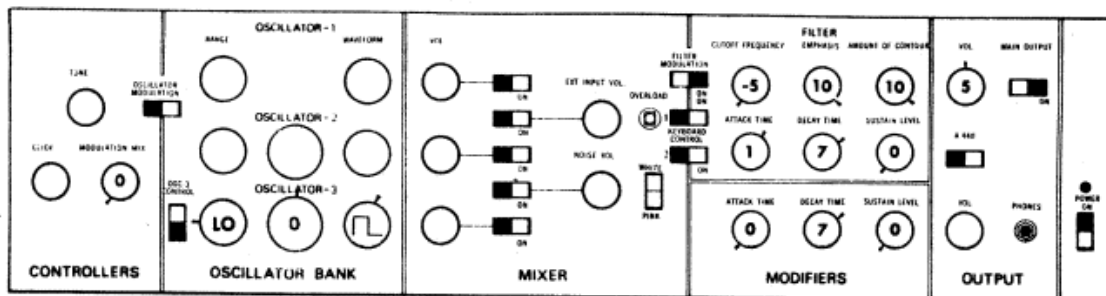 TUNE
GLIDE
MODULATION MIX
0
CONTROLLERS
OSCILLATOR MODULATION
OSC 3 CONTROL
OSCILLATOR-1
RANGE
WAVEFORM
OSCILLATOR-2
OSCILLATOR-3
LO
0
OSCILLATOR BANK
VOL
ON
ON
ON
ON
ON
EXT INPUT VOL.
OVERLOAD
NOISE VOL
WHITE
PINK
MIXER
FILTER MODULATION
ON
ON
1
KEYBOARD CONTROL
2
ON
FILTER
CUTOFF FREQUENCY
EMPHASIS
AMOUNT OF CONTOUR
-5
10
10
ATTACK TIME
DECAY TIME
SUSTAIN LEVEL
1
7
0
ATTACK TIME
DECAY TIME
SUSTAIN LEVEL
0
7
0
MODIFIERS
VOL
MAIN OUTPUT
5
ON
A 440
VOL
PHONES
OUTPUT
POWER
ON